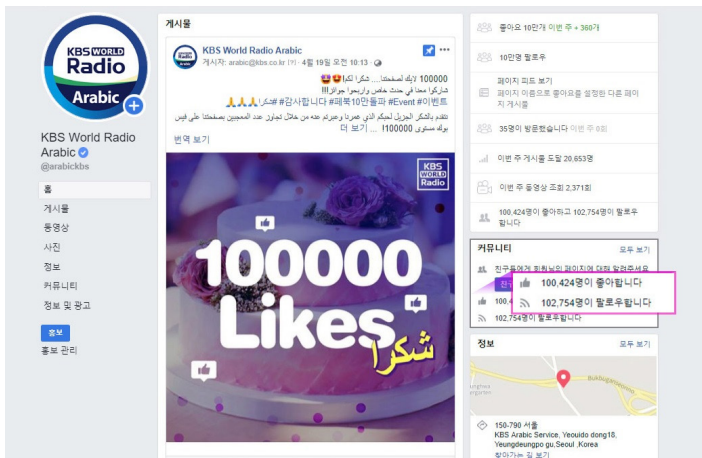 KBS WORLD
Radio
Arabic
KBS World Radio
Arabic
@arabickbs
홈
게시물
동영상
사진
정보
커뮤니티
정보 및 광고
홍보
홍보 관리
게시물
KBS World Radio Arabic
게시자: arabic@kbs.co.kr [?] · 4월 19일 오전 10:13 ·
100000 لايك لصفحتنا.... شكرا لكم
شاركوا معنا في حدث خاص واربحوا جوائز!!!
شكرا# #감사합니다 #페북10만돌파 #Event #이벤트
نتقدم بالشكر الجزيل لحبكم الذي غمرنا وعبرتم عنه من خلال تجاوز عدد المعجبين بصفحتنا على فيس
بوك مستوى 100000! ... 더 보기
번역 보기
KBS
WORLD
Radio
100000
Likes
شكرا
좋아요 10만개 이번 주 + 360개
10만명 팔로우
페이지 피드 보기
페이지 이름으로 좋아요를 설정한 다른 페이
지 게시물
35명이 방문했습니다 이번 주 0회
이번 주 게시물 도달 20,653명
이번 주 동영상 조회 2,371회
100,424명이 좋아하고 102,754명이 팔로우
합니다
커뮤니티
모두 보기
친구들에게 회원님의 페이지에 대해 알려주세요
100,424명이 좋아합니다
102,754명이 팔로우합니다
102,754명이 팔로우합니다
정보
모두 보기
150-790 서울
KBS Arabic Service, Yeouido dong18,
Yeungdeungpo gu,Seoul ,Korea
찾아가는 길 보기